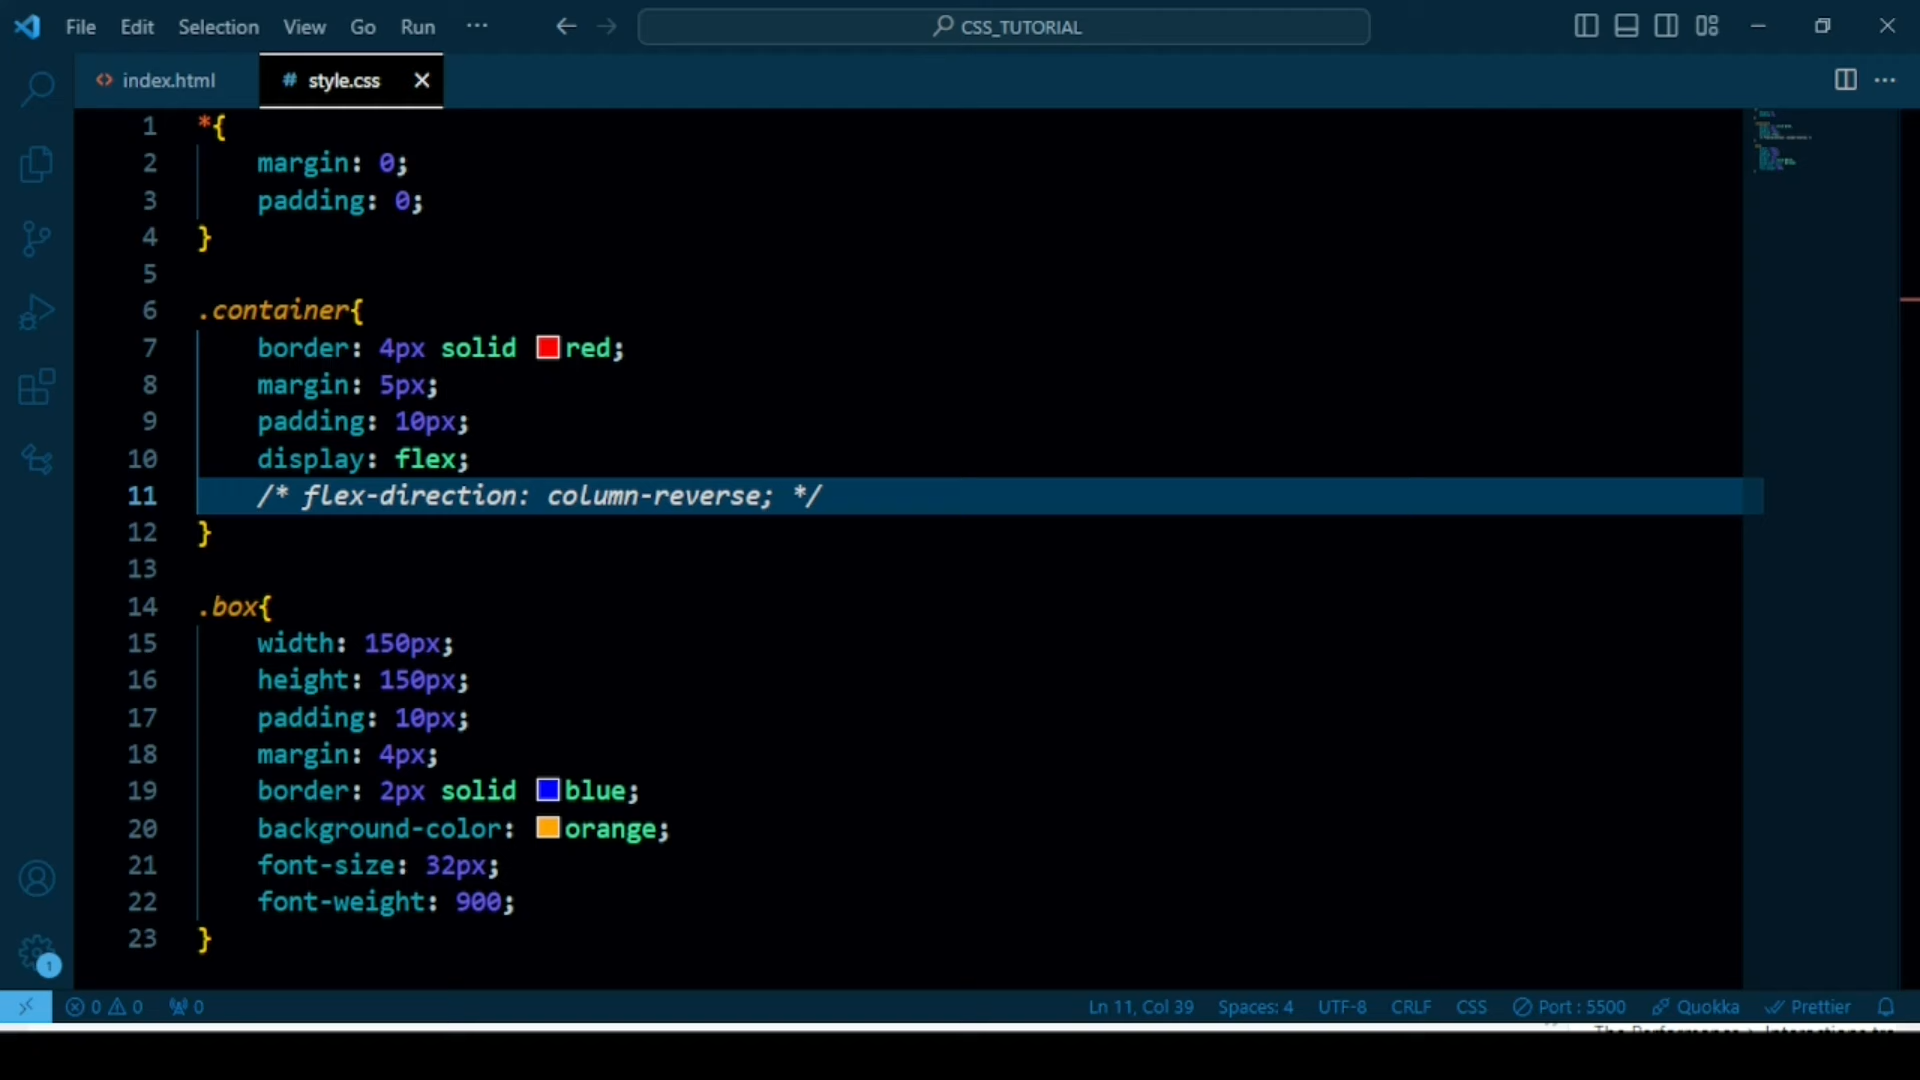 File Edit Selection View Go Run ··· CSS_TUTORIAL
index.html # style.css
1 *{
2 margin: 0;
3 padding: 0;
4 }
5
6 .container{
7 border: 4px solid red;
8 margin: 5px;
9 padding: 10px;
10 display: flex;
11 /* flex-direction: column-reverse; */
12 }
13
14 .box{
15 width: 150px;
16 height: 150px;
17 padding: 10px;
18 margin: 4px;
19 border: 2px solid blue;
20 background-color: orange;
21 font-size: 32px;
22 font-weight: 900;
23 }
1
0 0 0 Ln 11, Col 39 Spaces: 4 UTF-8 CRLF CSS Port : 5500 Quokka Prettier